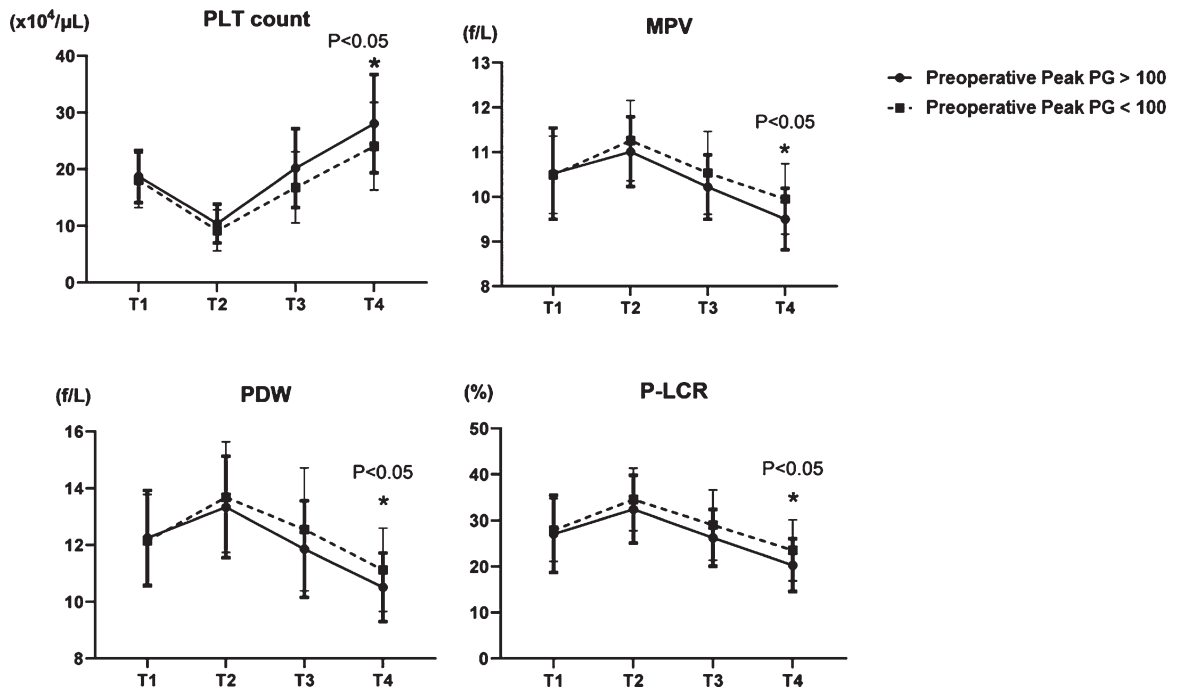 PLT count
(x10⁴/µL)
P<0.05
*
40
30
20
10
0
T1 T2 T3 T4
MPV
(f/L)
P<0.05
*
13
12
11
10
9
8
T1 T2 T3 T4
Preoperative Peak PG > 100
Preoperative Peak PG < 100
PDW
(f/L)
P<0.05
*
16
14
12
10
8
T1 T2 T3 T4
P-LCR
(%)
P<0.05
*
50
40
30
20
10
0
T1 T2 T3 T4